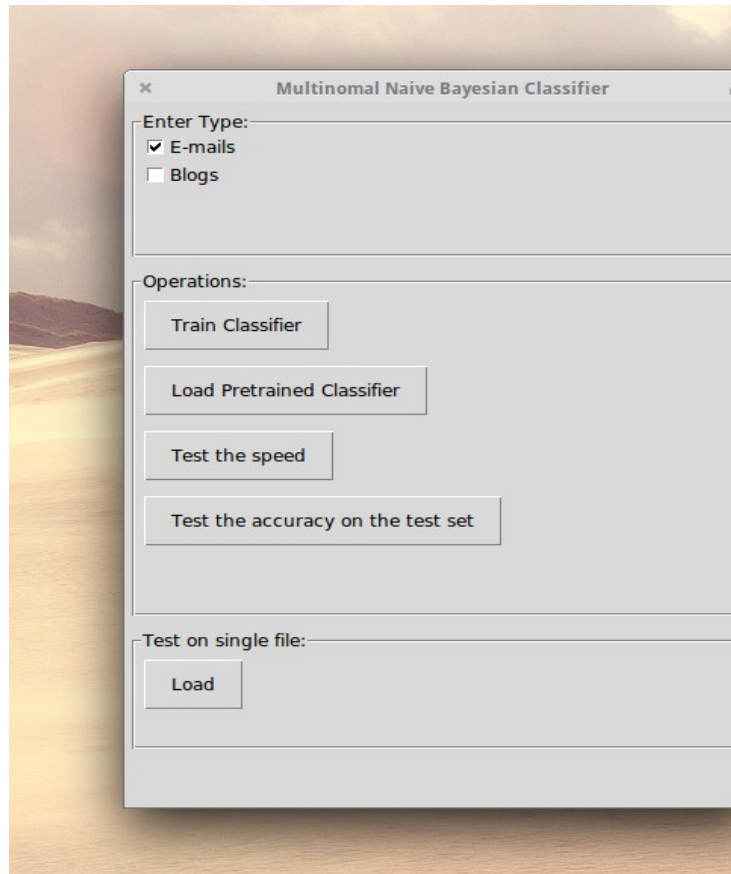 Multinomal Naive Bayesian Classifier
Enter Type:
E-mails
Blogs
Operations:
Train Classifier
Load Pretrained Classifier
Test the speed
Test the accuracy on the test set
Test on single file:
Load